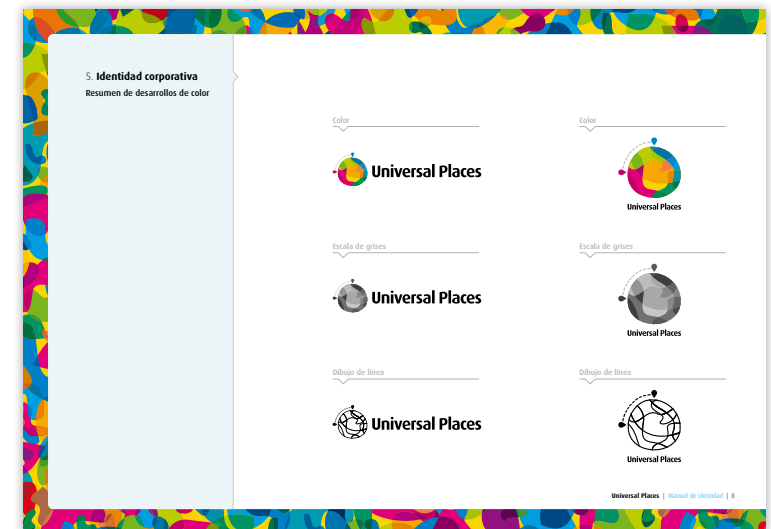 5. Identidad corporativa
Resumen de desarrollos de color
Color
Universal Places
Color
Universal Places
Escala de grises
Universal Places
Escala de grises
Universal Places
Dibujo de línea
Universal Places
Dibujo de línea
Universal Places
Universal Places | Manual de identidad | 8